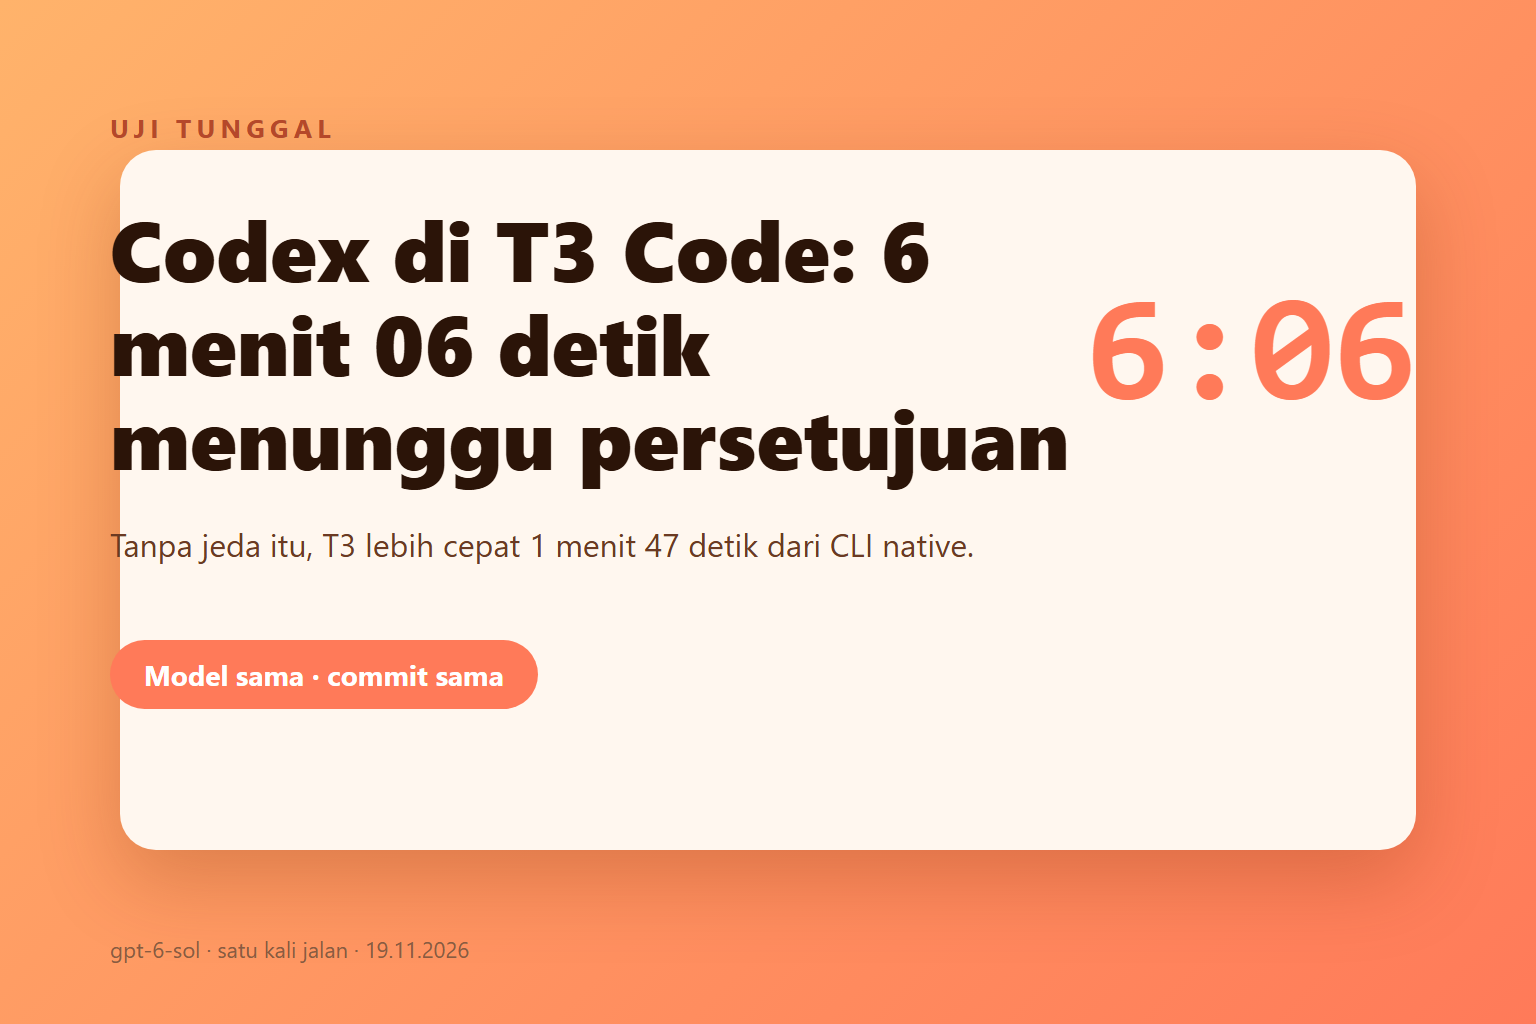 UJI TUNGGAL
Codex di T3 Code: 6
menit 06 detik
menunggu persetujuan
6:06
Tanpa jeda itu, T3 lebih cepat 1 menit 47 detik dari CLI native.
Model sama · commit sama
gpt-6-sol · satu kali jalan · 19.11.2026